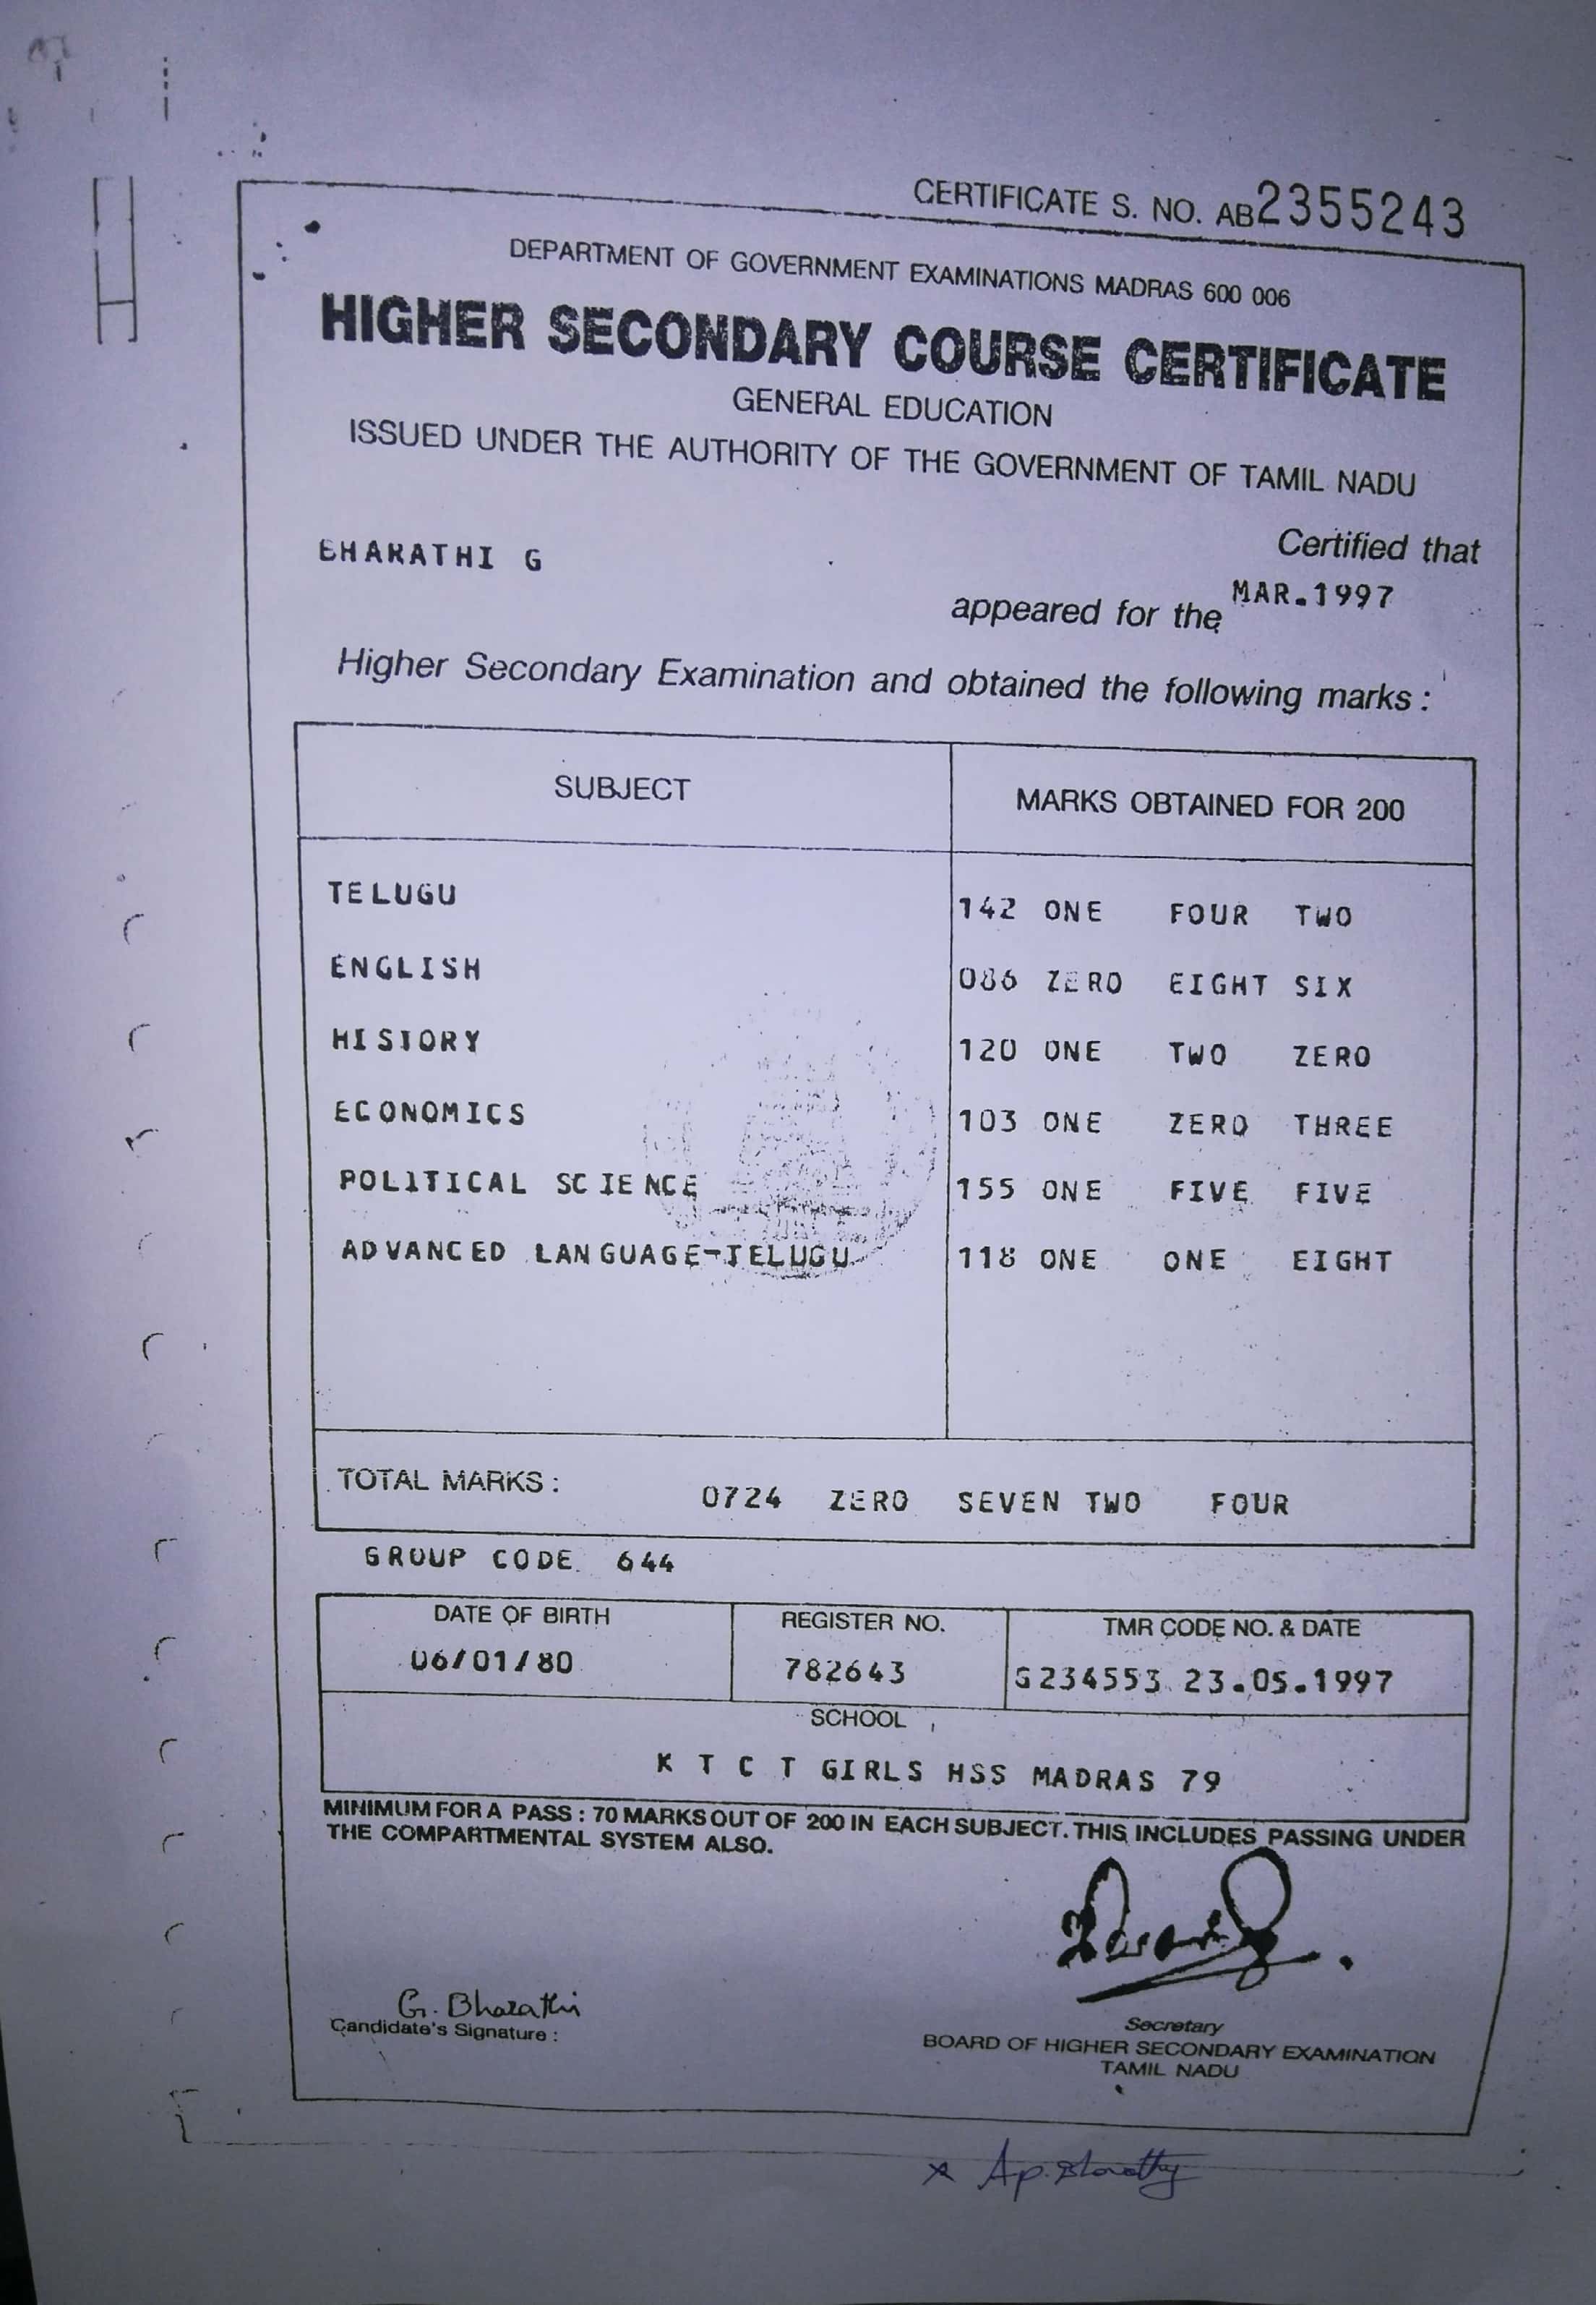 CERTIFICATE S. NO. AB2355243
DEPARTMENT OF GOVERNMENT EXAMINATIONS MADRAS 600 006
HIGHER SECONDARY COURSE CERTIFICATE
GENERAL EDUCATION
ISSUED UNDER THE AUTHORITY OF THE GOVERNMENT OF TAMIL NADU
Certified that
BHARATHI G
appeared for the MAR.1997
Higher Secondary Examination and obtained the following marks :
SUBJECT MARKS OBTAINED FOR 200
TELUGU 142 ONE FOUR TWO
ENGLISH 086 ZERO EIGHT SIX
HISTORY 120 ONE TWO ZERO
ECONOMICS 103 ONE ZERO THREE
POLITICAL SCIENCE 155 ONE FIVE FIVE
ADVANCED LANGUAGE-TELUGU 118 ONE ONE EIGHT
TOTAL MARKS : 0724 ZERO SEVEN TWO FOUR
GROUP CODE 644
DATE OF BIRTH REGISTER NO. TMR CODE NO. & DATE
06/01/80 782643 G234553 23.05.1997
SCHOOL
K T C T GIRLS HSS MADRAS 79
MINIMUM FOR A PASS : 70 MARKS OUT OF 200 IN EACH SUBJECT. THIS INCLUDES PASSING UNDER
THE COMPARTMENTAL SYSTEM ALSO.
G. Bharathi
Candidate's Signature :
Secretary
BOARD OF HIGHER SECONDARY EXAMINATION
TAMIL NADU